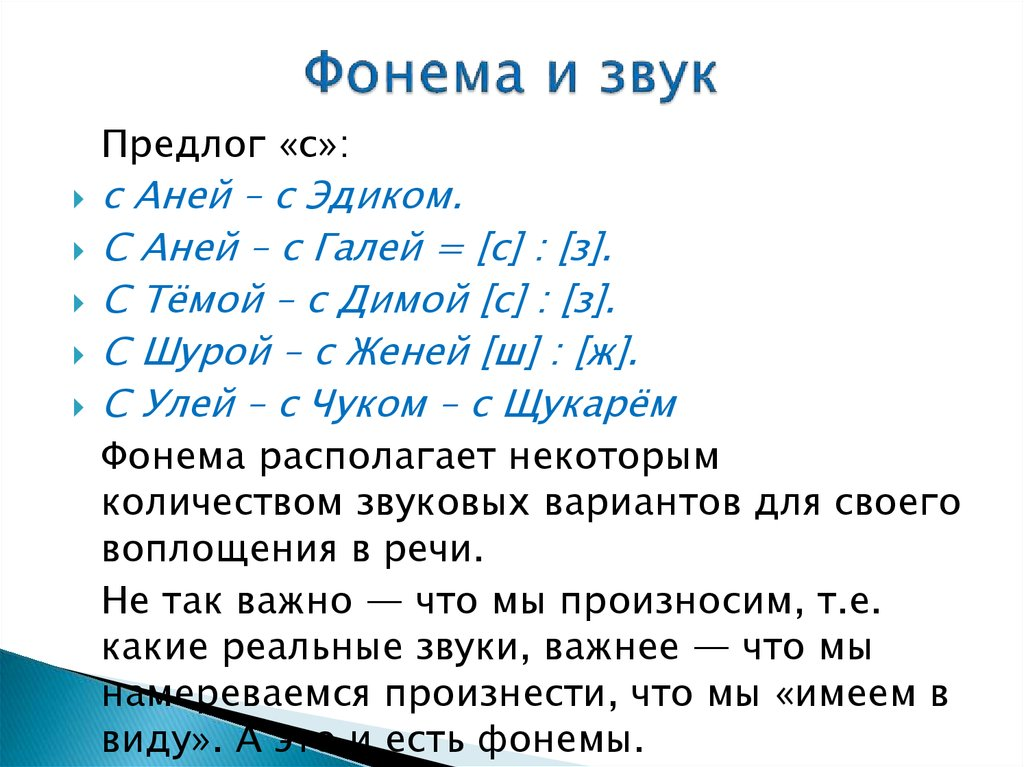 Фонема и звук
Предлог «с»:
с Аней – с Эдиком.
С Аней – с Галей = [с] : [з].
С Тёмой – с Димой [с] : [з].
С Шурой – с Женей [ш] : [ж].
С Улей – с Чуком – с Щукарём
Фонема располагает некоторым
количеством звуковых вариантов для своего
воплощения в речи.
Не так важно — что мы произносим, т.е.
какие реальные звуки, важнее — что мы
намереваемся произнести, что мы «имеем в
виду». А это и есть фонемы.